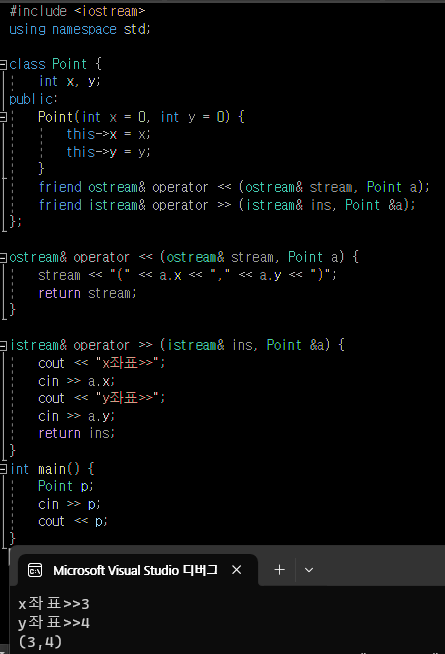 #include <iostream>
using namespace std;
class Point {
int x, y;
public:
Point(int x = 0, int y = 0) {
this->x = x;
this->y = y;
}
friend ostream& operator << (ostream& stream, Point a);
friend istream& operator >> (istream& ins, Point &a);
};
ostream& operator << (ostream& stream, Point a) {
stream << "(" << a.x << "," << a.y << ")";
return stream;
}
istream& operator >> (istream& ins, Point &a) {
cout << "x좌표>>";
cin >> a.x;
cout << "y좌표>>";
cin >> a.y;
return ins;
}
int main() {
Point p;
cin >> p;
cout << p;
}
Microsoft Visual Studio 디버그
x좌표>>3
y좌표>>4
(3,4)